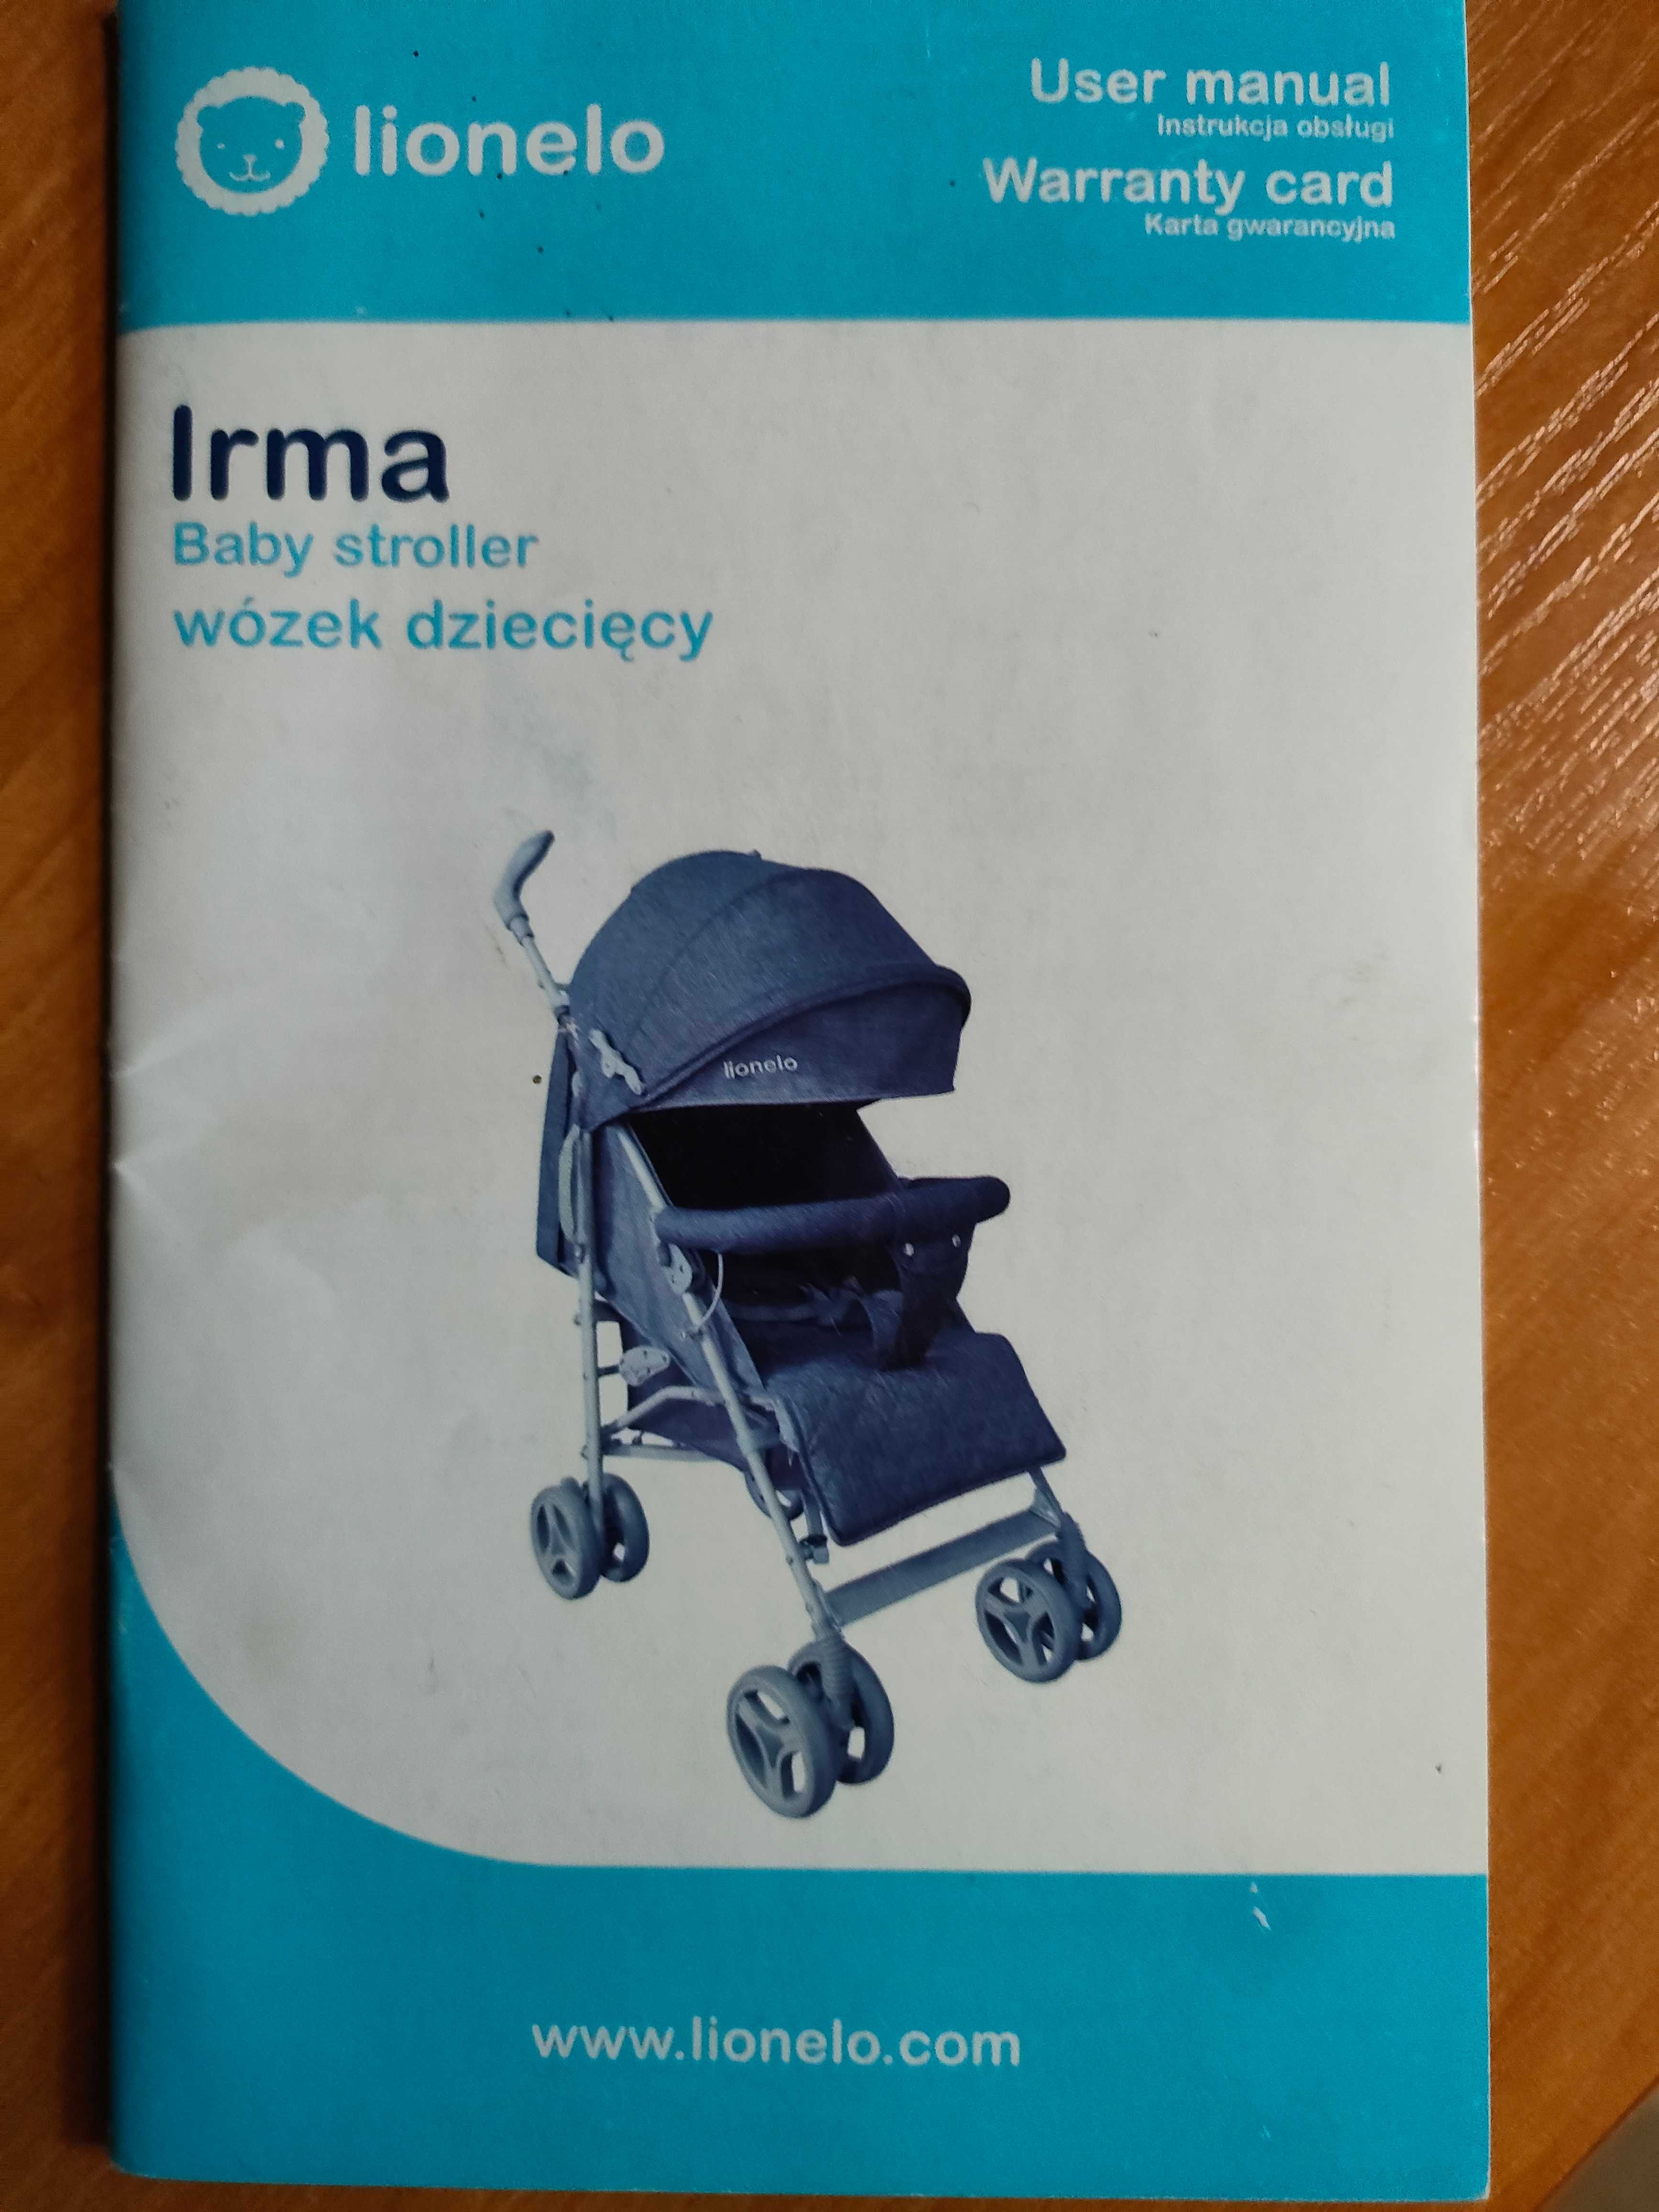 lionelo
User manual
Instrukcja obsługi
Warranty card
Karta gwarancyjna
Irma
Baby stroller
wózek dziecięcy
lionelo
www.lionelo.com